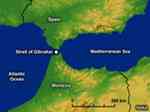 Spain
Strait of Gibraltar
Mediterranean Sea
Atlantic
Ocean
Morocco